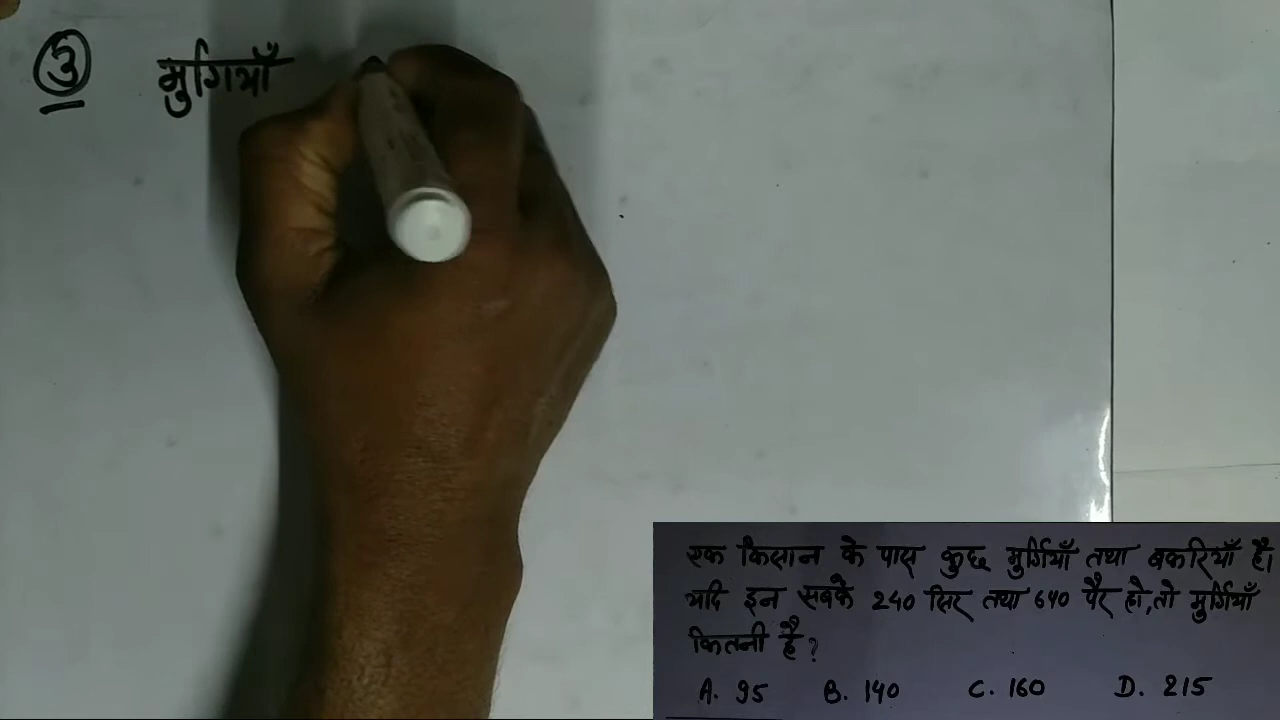 3 मुगियाँ
एक किसान के पास कुछ मुर्गियाँ तथा बकरियाँ है।
यदि इन सबके 240 सिर तथा 640 पैर हो, तो मुर्गियाँ
कितनी है?
A. 95 B. 140 C. 160 D. 215